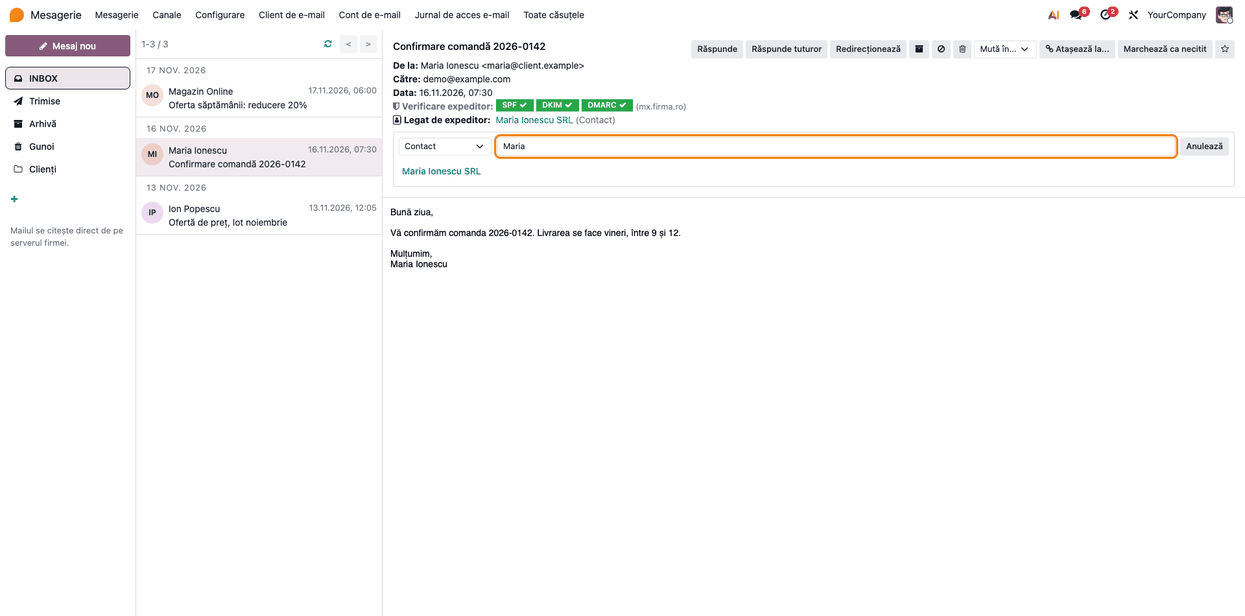 Mesagerie Mesagerie Canale Configurare Client de e-mail Cont de e-mail Jurnal de acces e-mail Toate căsuțele AI 6 2 YourCompany
Mesaj nou
INBOX
Trimise
Arhivă
Gunoi
Clienți
+
Mailul se citește direct de pe
serverul firmei.
1-3 / 3 < >
17 NOV. 2026
MO Magazin Online 17.11.2026, 06:00
Oferta săptămânii: reducere 20%
16 NOV. 2026
MI Maria Ionescu 16.11.2026, 07:30
Confirmare comandă 2026-0142
13 NOV. 2026
IP Ion Popescu 13.11.2026, 12:05
Ofertă de preț, lot noiembrie
Confirmare comandă 2026-0142
Răspunde Răspunde tuturor Redirecționează Mută în... Atașează la... Marchează ca necitit
De la: Maria Ionescu <maria@client.example>
Către: demo@example.com
Data: 16.11.2026, 07:30
Verificare expeditor: SPF ✓ DKIM ✓ DMARC ✓ (mx.firma.ro)
Legat de expeditor: Maria Ionescu SRL (Contact)
Contact Maria Anulează
Maria Ionescu SRL
Bună ziua,
Vă confirmăm comanda 2026-0142. Livrarea se face vineri, între 9 și 12.
Mulțumim,
Maria Ionescu